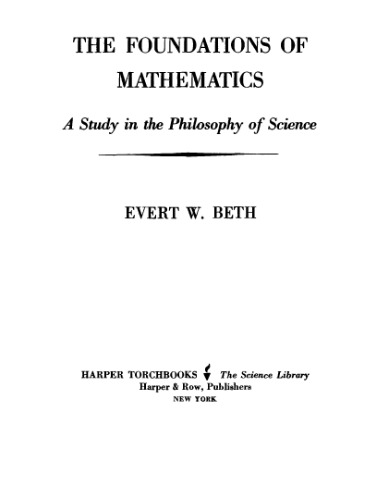 THE FOUNDATIONS OF
MATHEMATICS
A Study in the Philosophy of Science
EVERT W. BETH
HARPER TORCHBOOKS The Science Library
Harper & Row, Publishers
NEW YORK